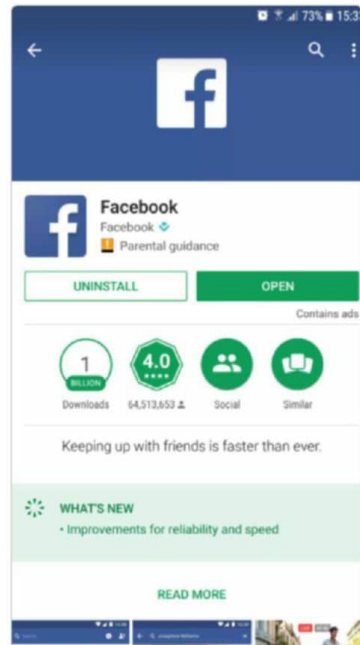 73% 15:3
f
Facebook
f
Facebook
Parental guidance
UNINSTALL
OPEN
Contains ads
1
BILLION
4.0
Downloads
64,513,653
Social
Similar
Keeping up with friends is faster than ever.
WHAT'S NEW
• Improvements for reliability and speed
READ MORE